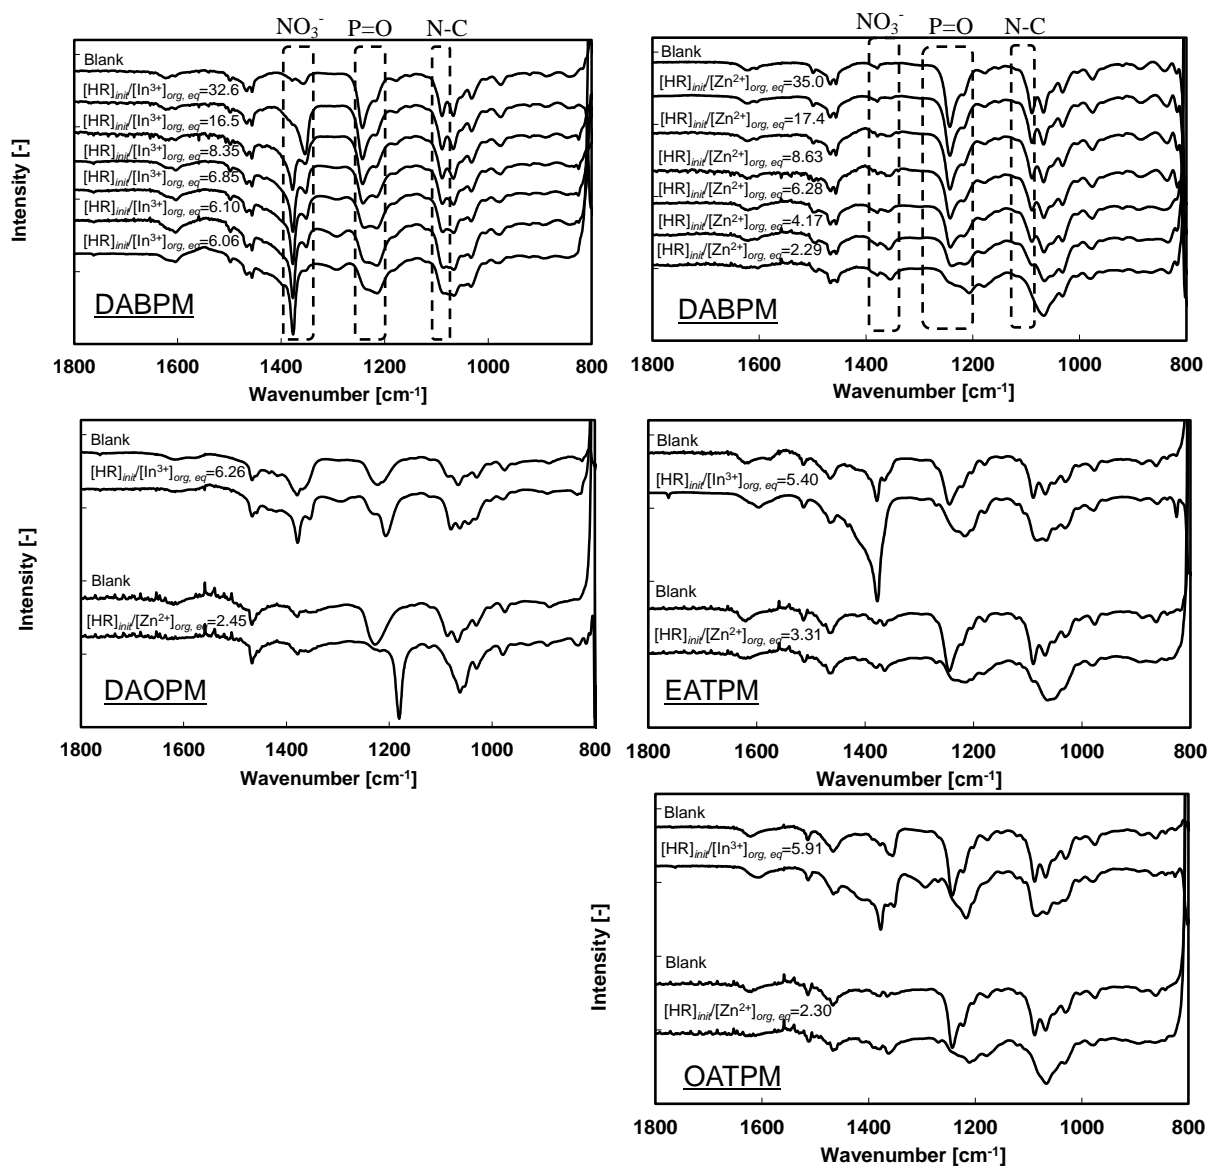 NO3- P=O N-C
Blank
[HR]init/[In3+]org, eq=32.6
[HR]init/[In3+]org, eq=16.5
[HR]init/[In3+]org, eq=8.35
[HR]init/[In3+]org, eq=6.85
[HR]init/[In3+]org, eq=6.10
[HR]init/[In3+]org, eq=6.06
DABPM
Intensity [-]
1800 1600 1400 1200 1000 800
Wavenumber [cm-1]
NO3- P=O N-C
Blank
[HR]init/[Zn2+]org, eq=35.0
[HR]init/[Zn2+]org, eq=17.4
[HR]init/[Zn2+]org, eq=8.63
[HR]init/[Zn2+]org, eq=6.28
[HR]init/[Zn2+]org, eq=4.17
[HR]init/[Zn2+]org, eq=2.29
DABPM
1800 1600 1400 1200 1000 800
Wavenumber [cm-1]
Blank
[HR]init/[In3+]org, eq=6.26
Blank
[HR]init/[Zn2+]org, eq=2.45
DAOPM
Intensity [-]
1800 1600 1400 1200 1000 800
Wavenumber [cm-1]
Blank
[HR]init/[In3+]org, eq=5.40
Blank
[HR]init/[Zn2+]org, eq=3.31
EATPM
1800 1600 1400 1200 1000 800
Wavenumber [cm-1]
Blank
[HR]init/[In3+]org, eq=5.91
Blank
[HR]init/[Zn2+]org, eq=2.30
OATPM
Intensity [-]
1800 1600 1400 1200 1000 800
Wavenumber [cm-1]